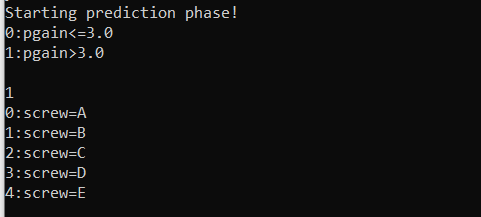 Starting prediction phase!
0:pgain<=3.0
1:pgain>3.0
1
0:screw=A
1:screw=B
2:screw=C
3:screw=D
4:screw=E